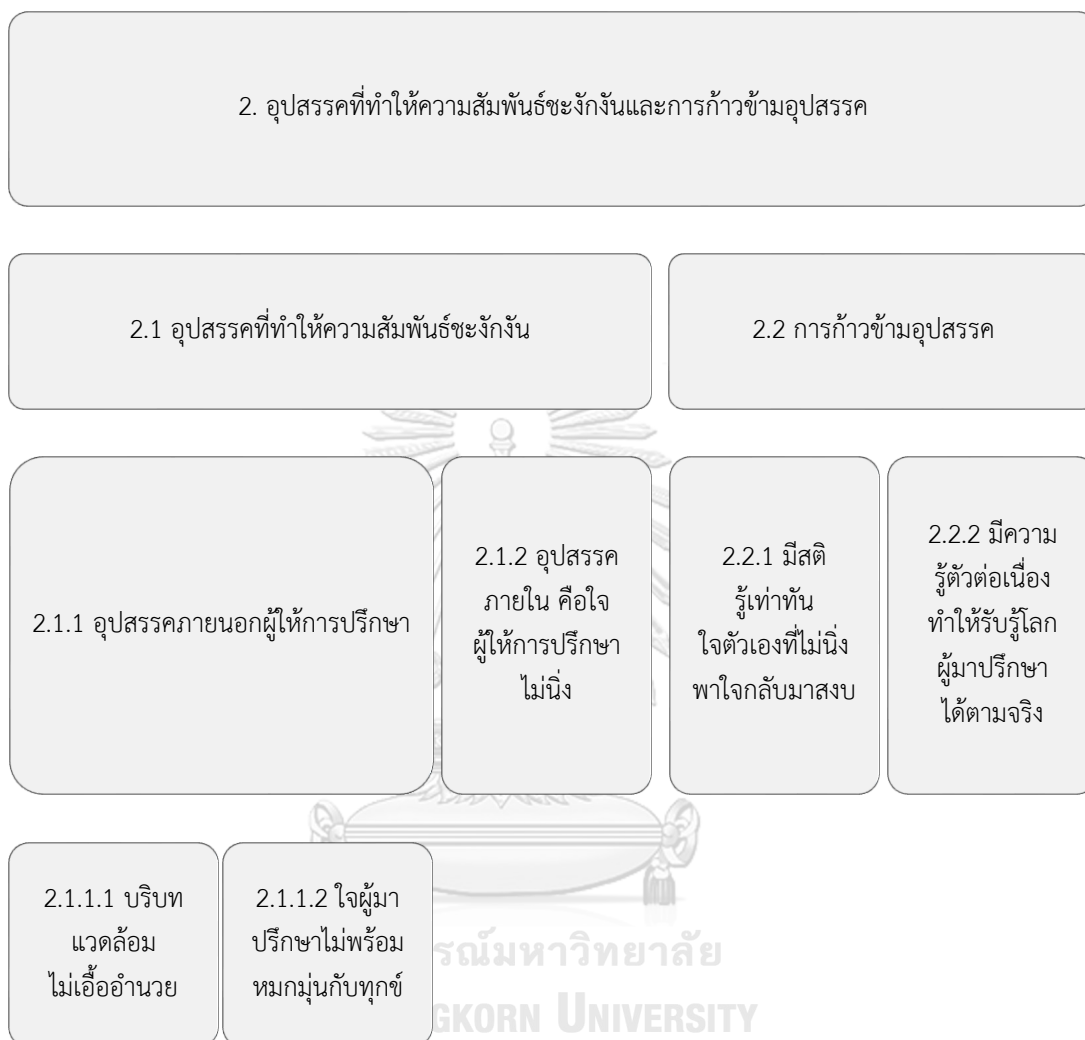 2. อุปสรรคที่ทำให้ความสัมพันธ์ชะงักงันและการก้าวข้ามอุปสรรค
2.1 อุปสรรคที่ทำให้ความสัมพันธ์ชะงักงัน
2.2 การก้าวข้ามอุปสรรค
2.1.1 อุปสรรคภายนอกผู้ให้การปรึกษา
2.1.2 อุปสรรค
ภายใน คือใจ
ผู้ให้การปรึกษา
ไม่นิ่ง
2.2.1 มีสติ
รู้เท่าทัน
ใจตัวเองที่ไม่นิ่ง
พาใจกลับมาสงบ
2.2.2 มีความ
รู้ตัวต่อเนื่อง
ทำให้รับรู้โลก
ผู้มาปรึกษา
ได้ตามจริง
2.1.1.1 บริบท
แวดล้อม
ไม่เอื้ออำนวย
2.1.1.2 ใจผู้มา
ปรึกษาไม่พร้อม
หมกมุ่นกับทุกข์
รณ์มหาวิทยาลัย
GKORN UNIVERSITY